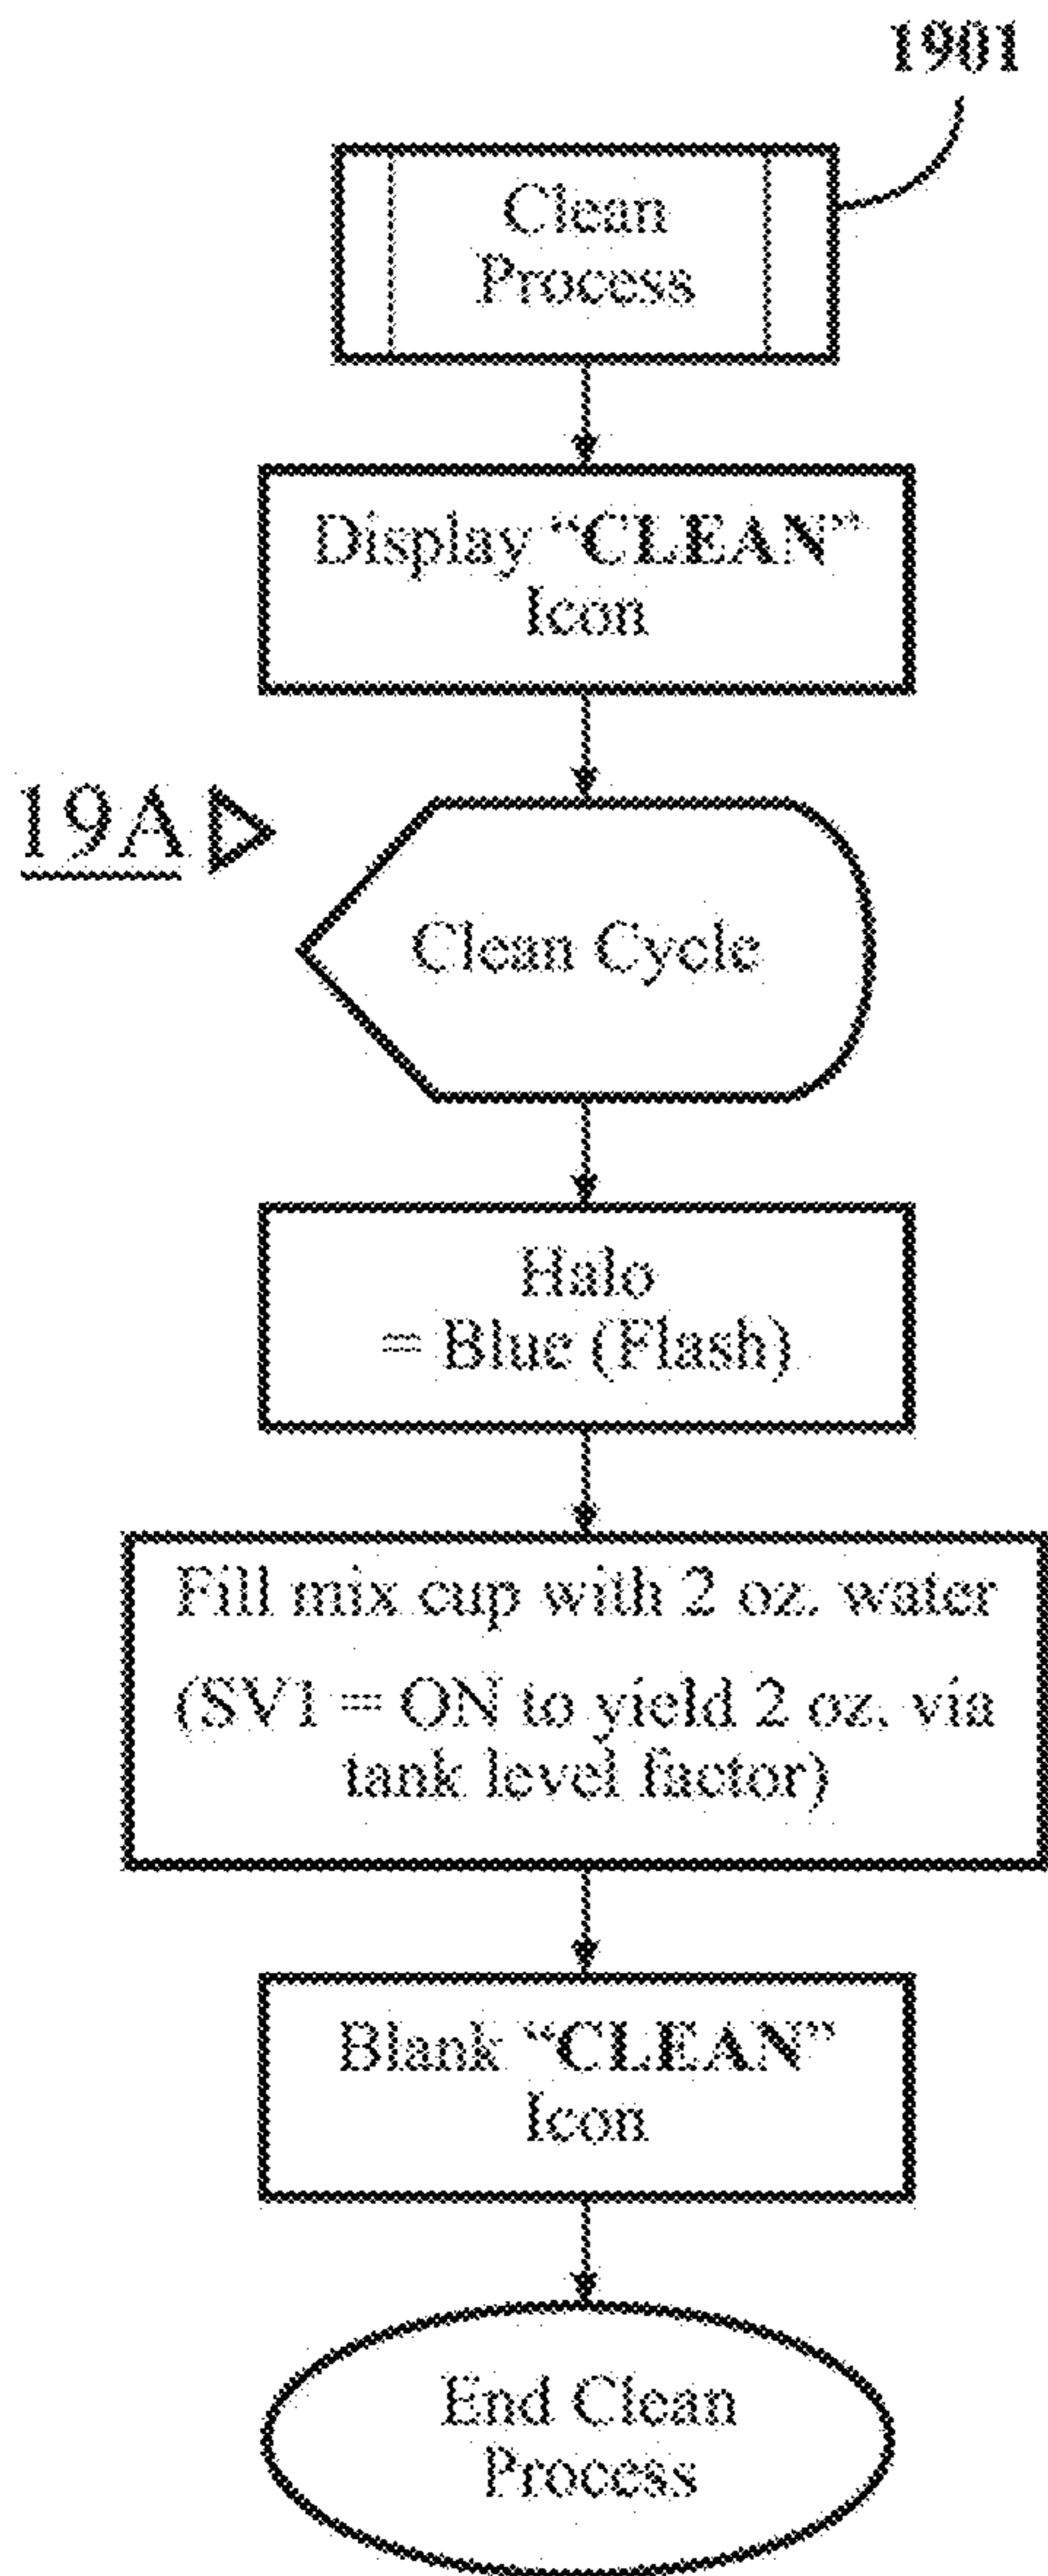 1901
Clean
Process
Display “CLEAN”
Icon
19A
Clean Cycle
Halo
= Blue (Flash)
Fill mix cup with 2 oz. water
(SV1 = ON to yield 2 oz. via
tank level factor)
Blank “CLEAN”
Icon
End Clean
Process